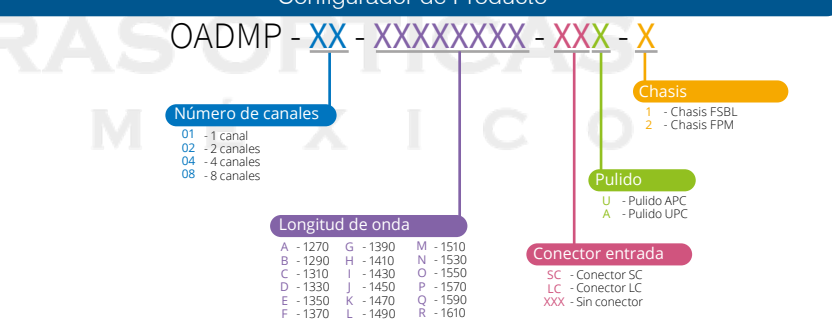 Configurador de Producto
OADMP - XX - XXXXXXXX - XXX - X
RAS ÓPTICAS
MÉXICO
Chasis
1 - Chasis FSBL
2 - Chasis FPM
Número de canales
01 - 1 canal
02 - 2 canales
04 - 4 canales
08 - 8 canales
Pulido
U - Pulido APC
A - Pulido UPC
Longitud de onda
A - 1270 G - 1390 M - 1510
B - 1290 H - 1410 N - 1530
C - 1310 I - 1430 O - 1550
D - 1330 J - 1450 P - 1570
E - 1350 K - 1470 Q - 1590
F - 1370 L - 1490 R - 1610
Conector entrada
SC - Conector SC
LC - Conector LC
XXX - Sin conector